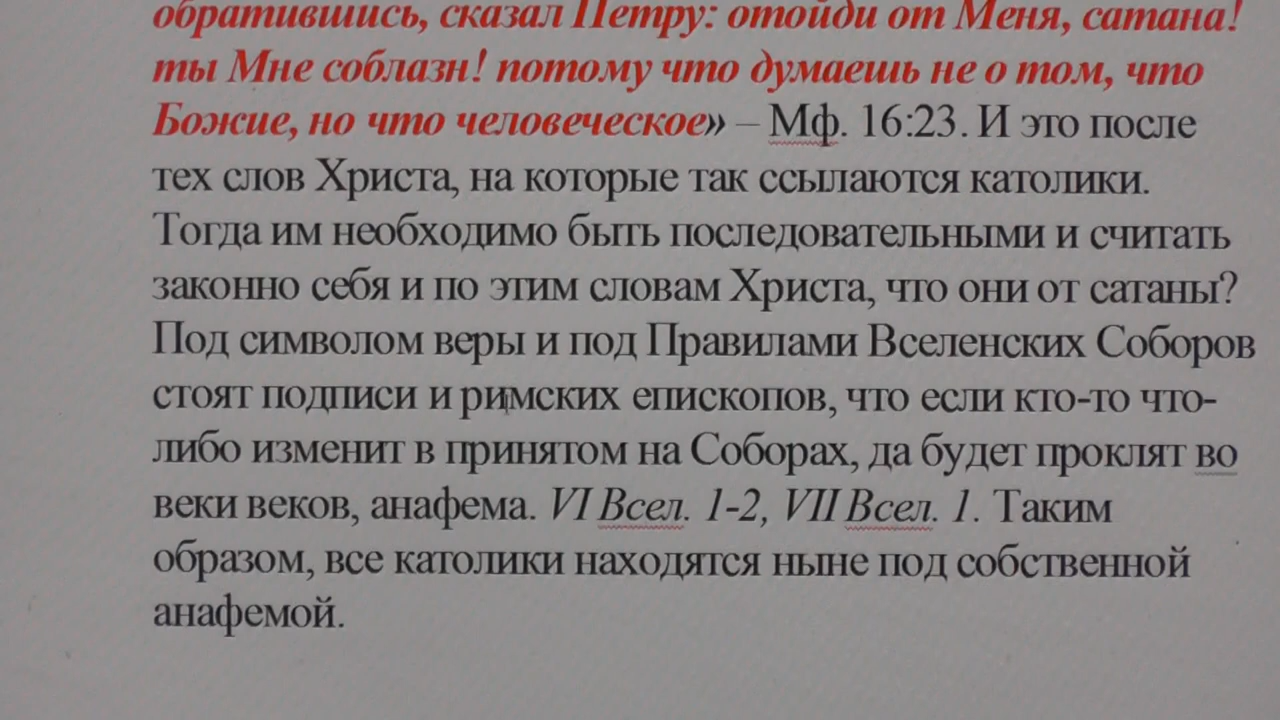 обратившись, сказал Петру: отойди от Меня, сатана!
ты Мне соблазн! потому что думаешь не о том, что
Божие, но что человеческое» – Мф. 16:23. И это после
тех слов Христа, на которые так ссылаются католики.
Тогда им необходимо быть последовательными и считать
законно себя и по этим словам Христа, что они от сатаны?
Под символом веры и под Правилами Вселенских Соборов
стоят подписи и римских епископов, что если кто-то что-
либо изменит в принятом на Соборах, да будет проклят во
веки веков, анафема. VI Всел. 1-2, VII Всел. 1. Таким
образом, все католики находятся ныне под собственной
анафемой.